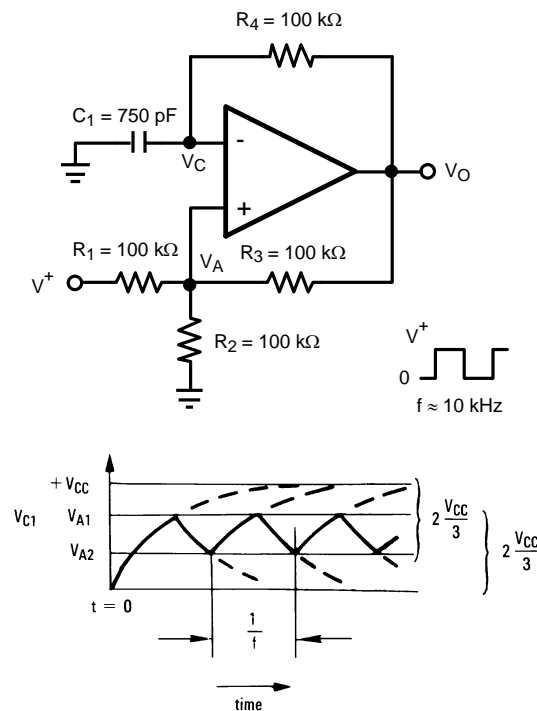 R4 = 100 kΩ
C1 = 750 pF
VC
-
+
VO
R1 = 100 kΩ
VA
R3 = 100 kΩ
V+
R2 = 100 kΩ
V+
0
f ≈ 10 kHz
+ VCC
VC1
VA1
VA2
2 VCC/3
2 VCC/3
t = 0
1/f
time